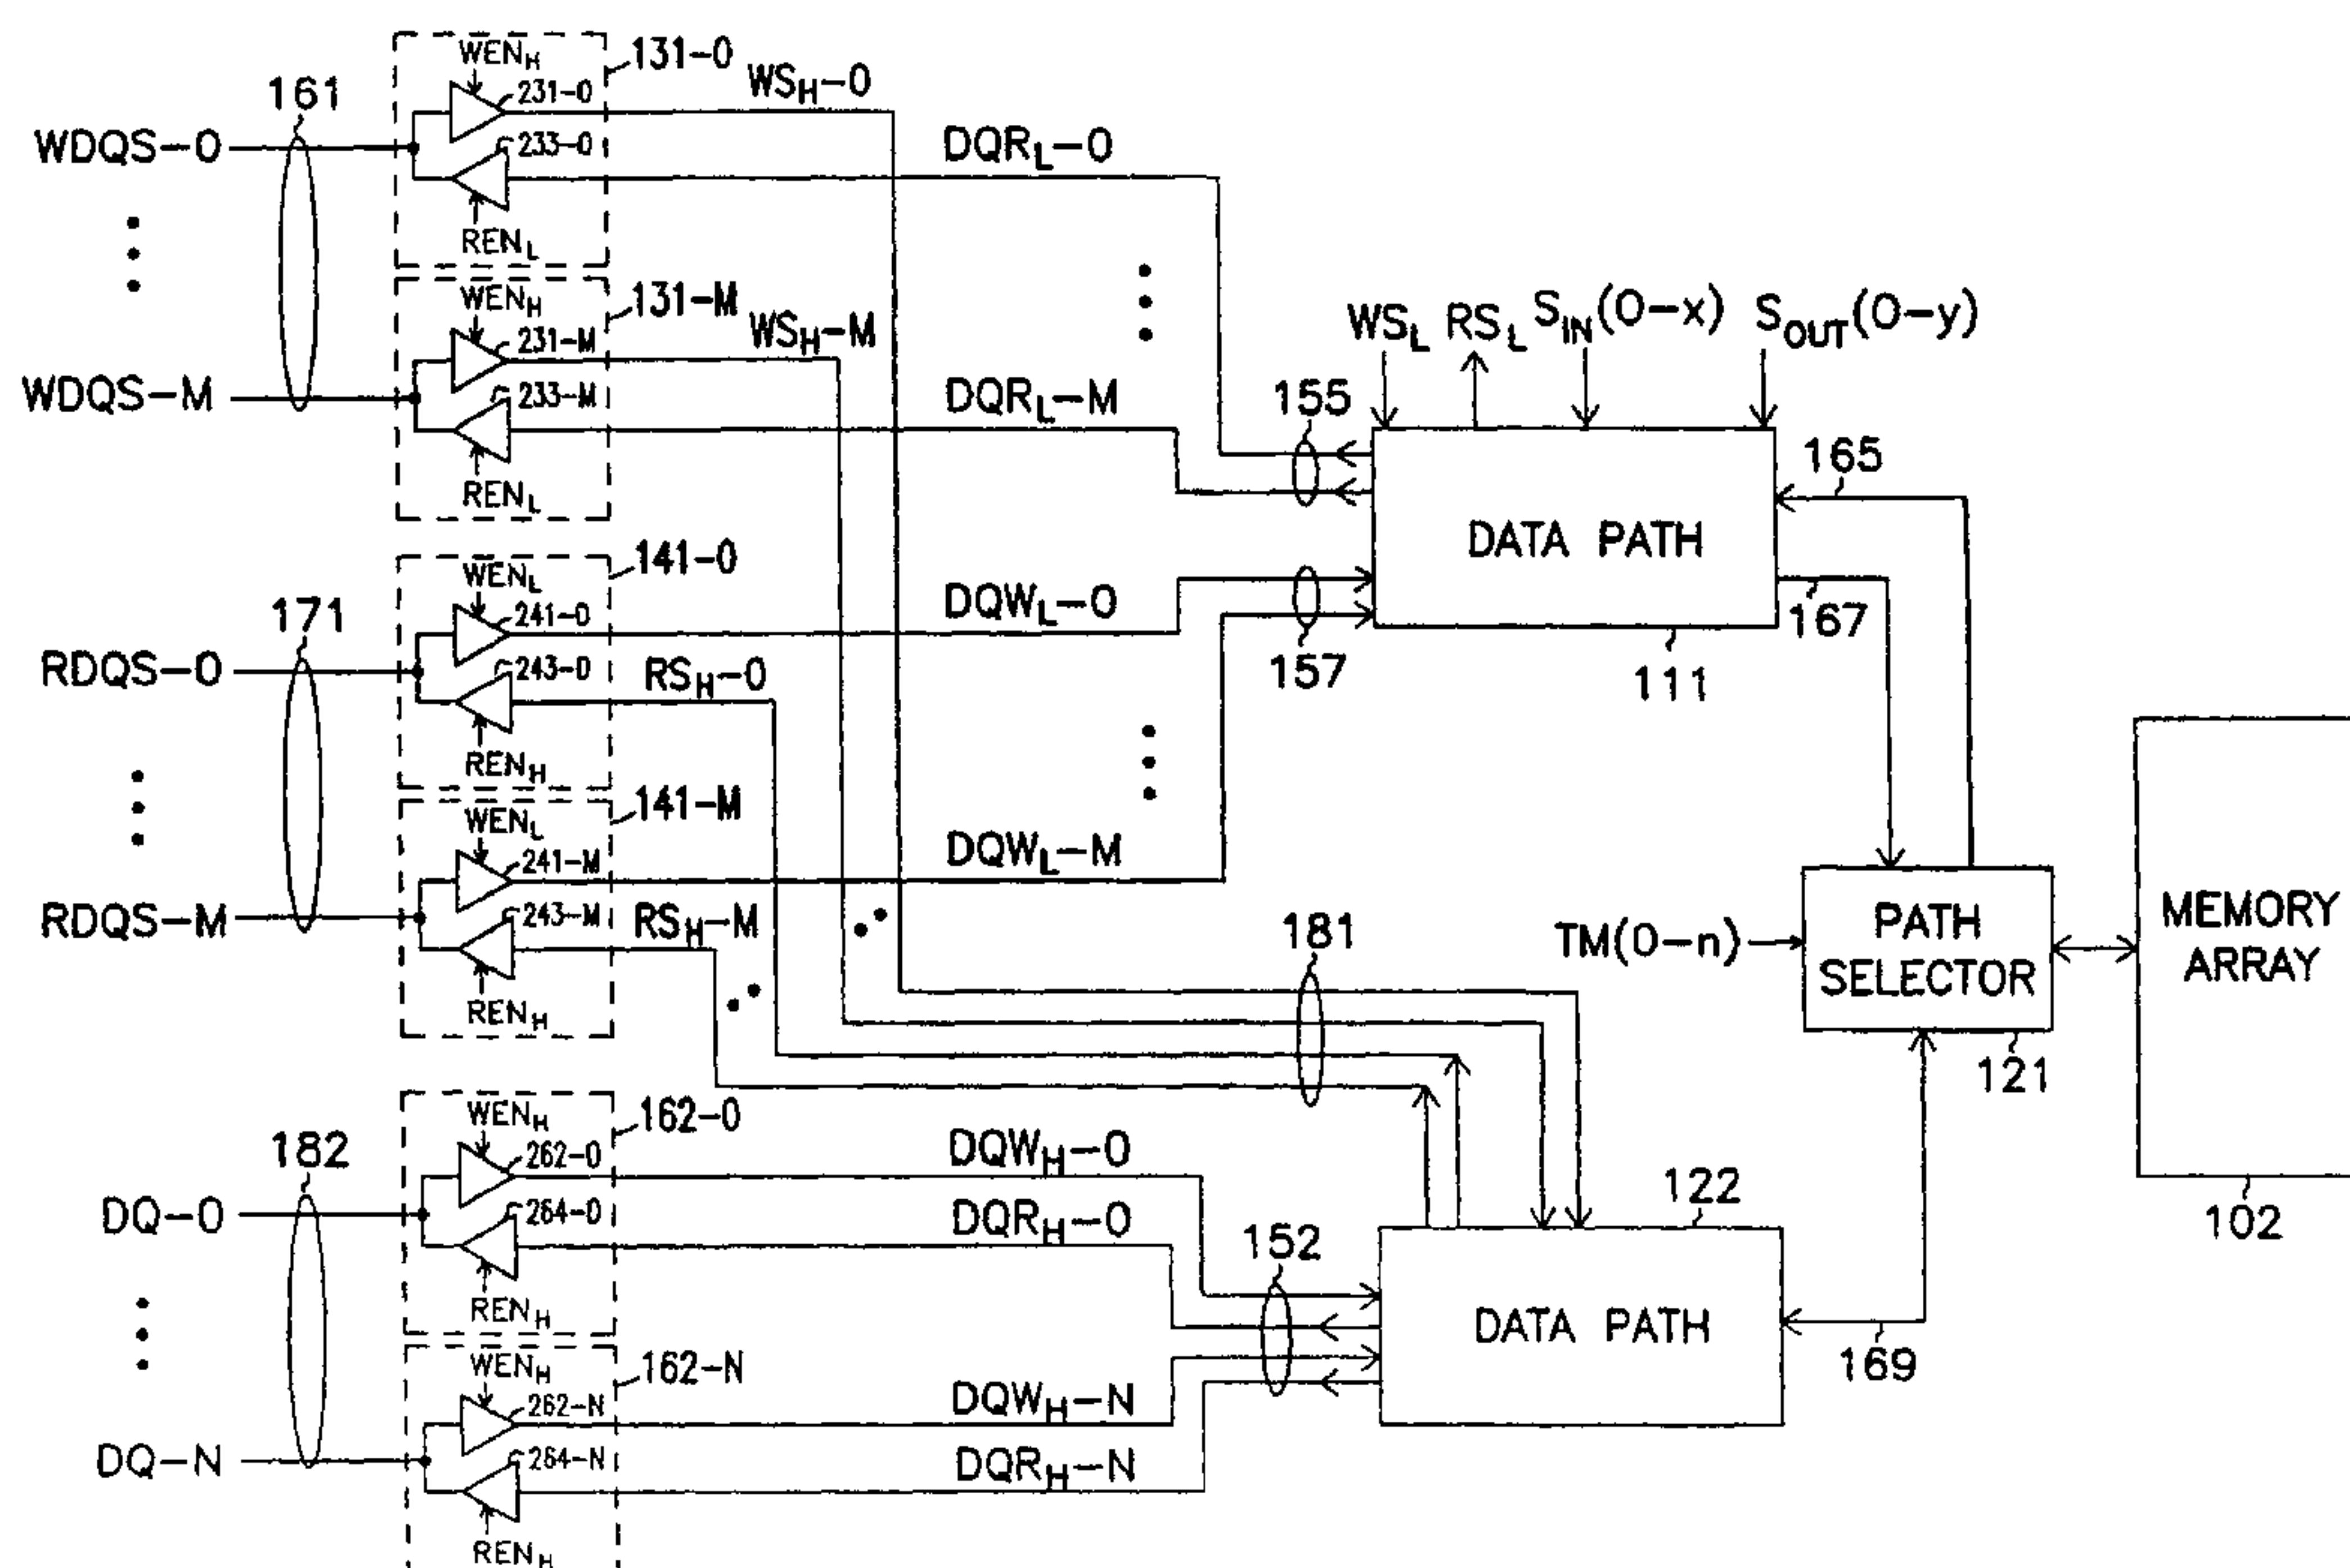 WEN_H
131-0
161
231-0
WS_H-0
WDQS-0
233-0
DQR_L-0
REN_L
WEN_H
131-M
231-M
WS_H-M
WS_L
RS_L
S_IN(0-x)
S_OUT(0-y)
WDQS-M
233-M
DQR_L-M
155
165
REN_L
DATA PATH
141-0
WEN_L
171
241-0
DQW_L-0
167
RDQS-0
243-0
RS_H-0
157
111
REN_H
141-M
WEN_L
241-M
DQW_L-M
RDQS-M
243-M
RS_H-M
181
TM(0-n)
PATH
SELECTOR
MEMORY
ARRAY
REN_H
121
162-0
WEN_H
182
262-0
DQW_H-0
122
DQ-0
264-0
DQR_H-0
152
102
REN_H
DATA PATH
169
162-N
WEN_H
262-N
DQW_H-N
DQ-N
264-N
DQR_H-N
REN_H